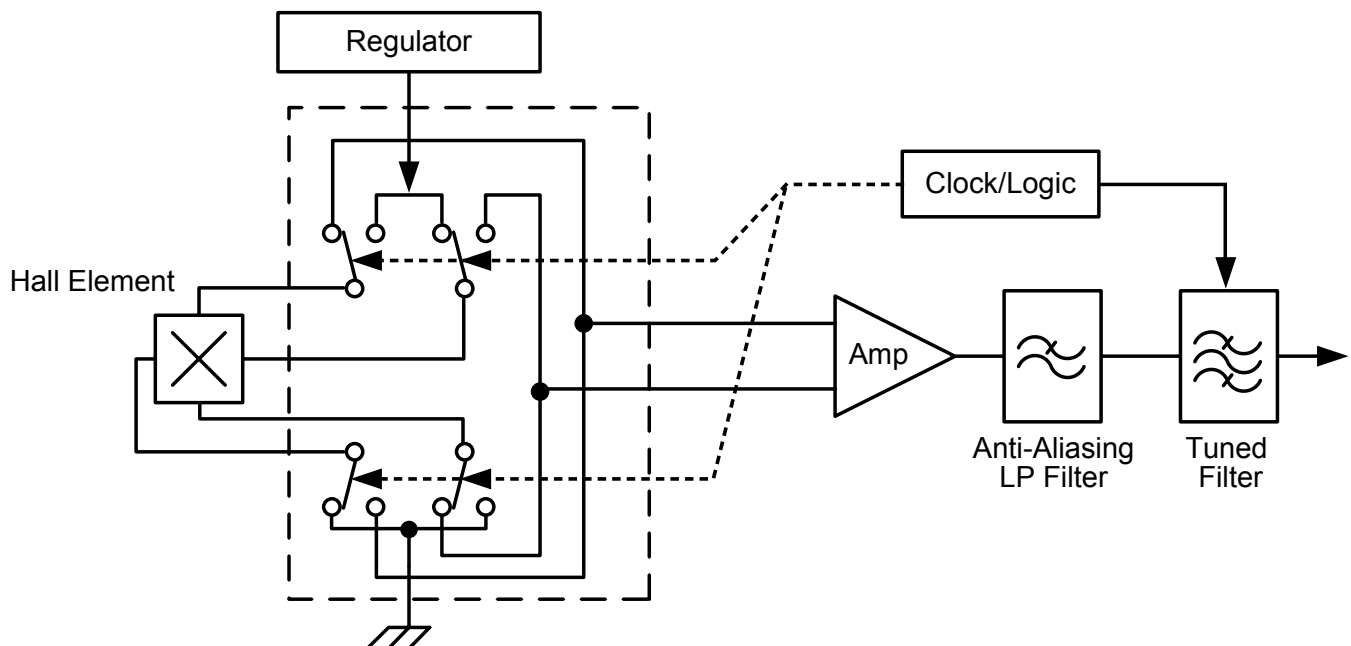 Regulator
Clock/Logic
Hall Element
Amp
Anti-Aliasing
LP Filter
Tuned
Filter